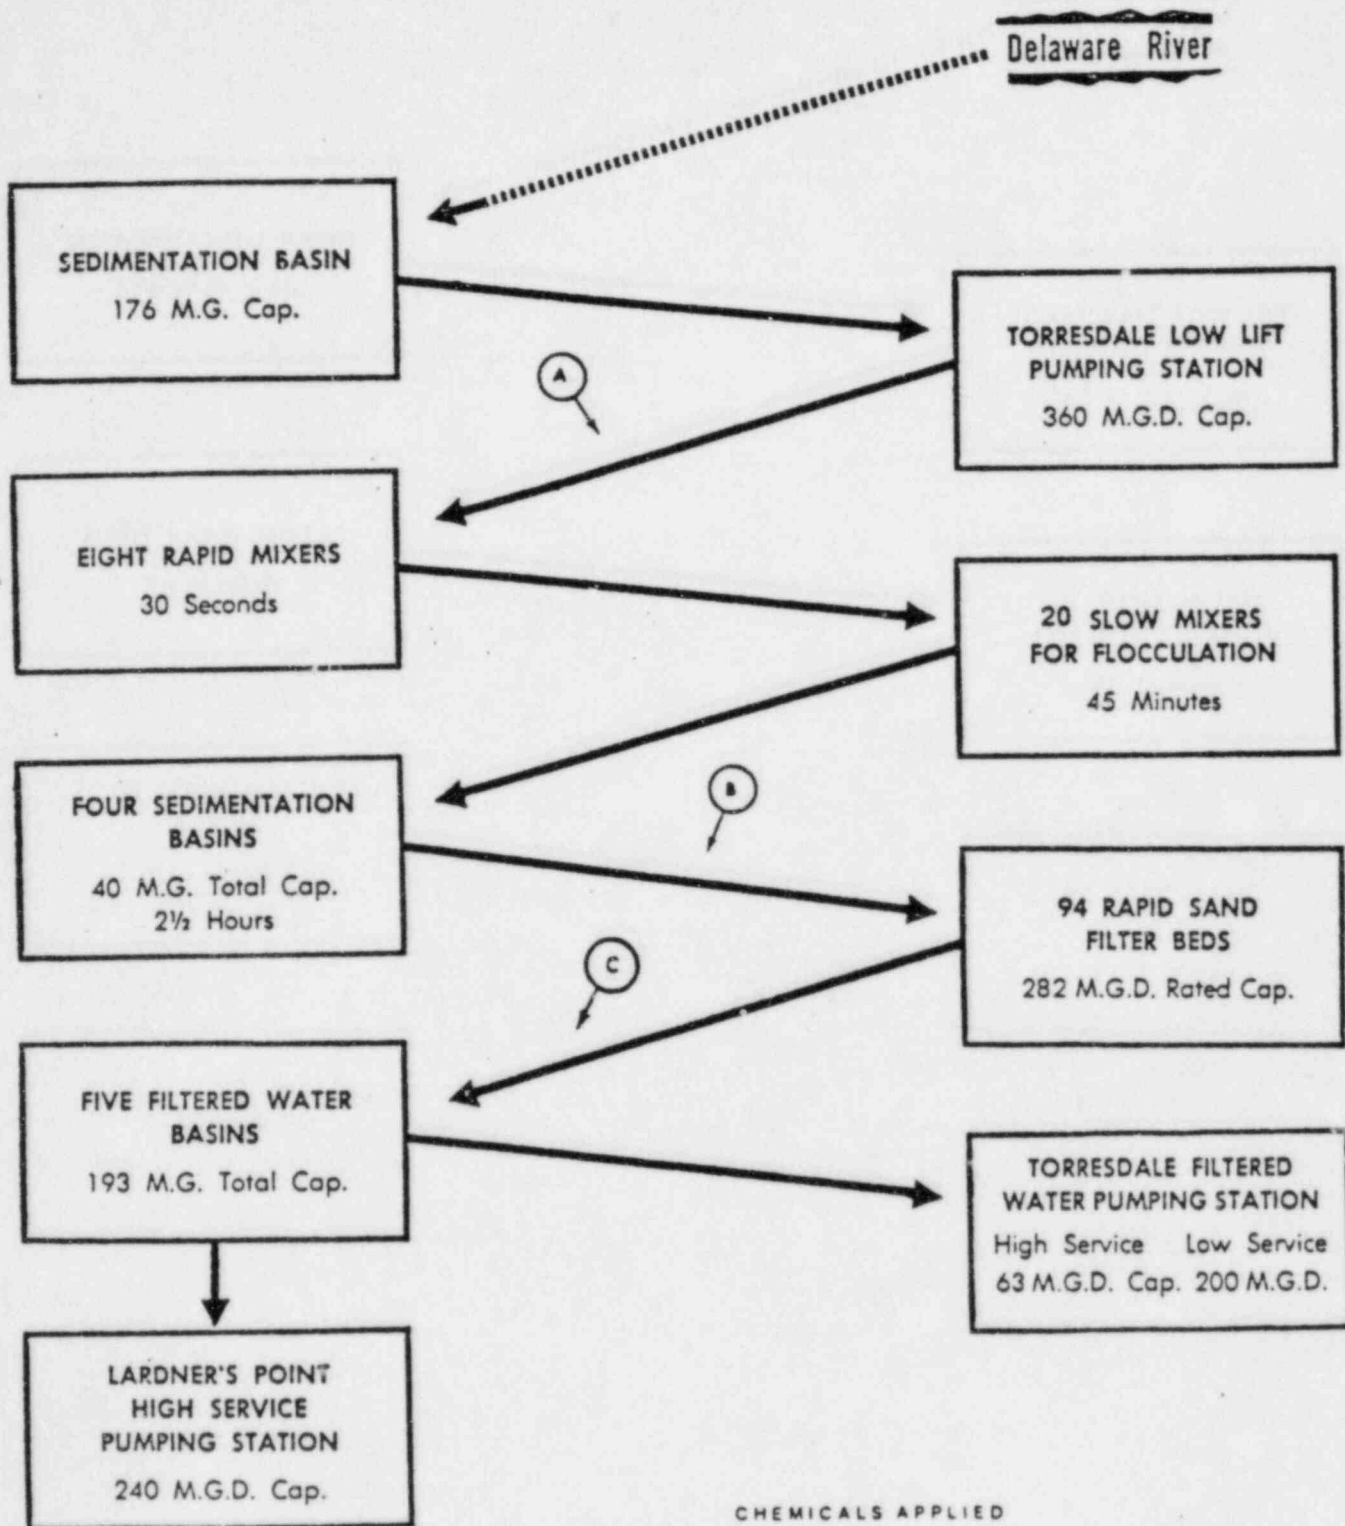 Delaware River
SEDIMENTATION BASIN
176 M.G. Cap.
TORRESDALE LOW LIFT
PUMPING STATION
360 M.G.D. Cap.
A
EIGHT RAPID MIXERS
30 Seconds
20 SLOW MIXERS
FOR FLOCCULATION
45 Minutes
FOUR SEDIMENTATION
BASINS
40 M.G. Total Cap.
2½ Hours
B
94 RAPID SAND
FILTER BEDS
282 M.G.D. Rated Cap.
C
FIVE FILTERED WATER
BASINS
193 M.G. Total Cap.
TORRESDALE FILTERED
WATER PUMPING STATION
High Service Low Service
63 M.G.D. Cap. 200 M.G.D.
LARDNER'S POINT
HIGH SERVICE
PUMPING STATION
240 M.G.D. Cap.
CHEMICALS APPLIED